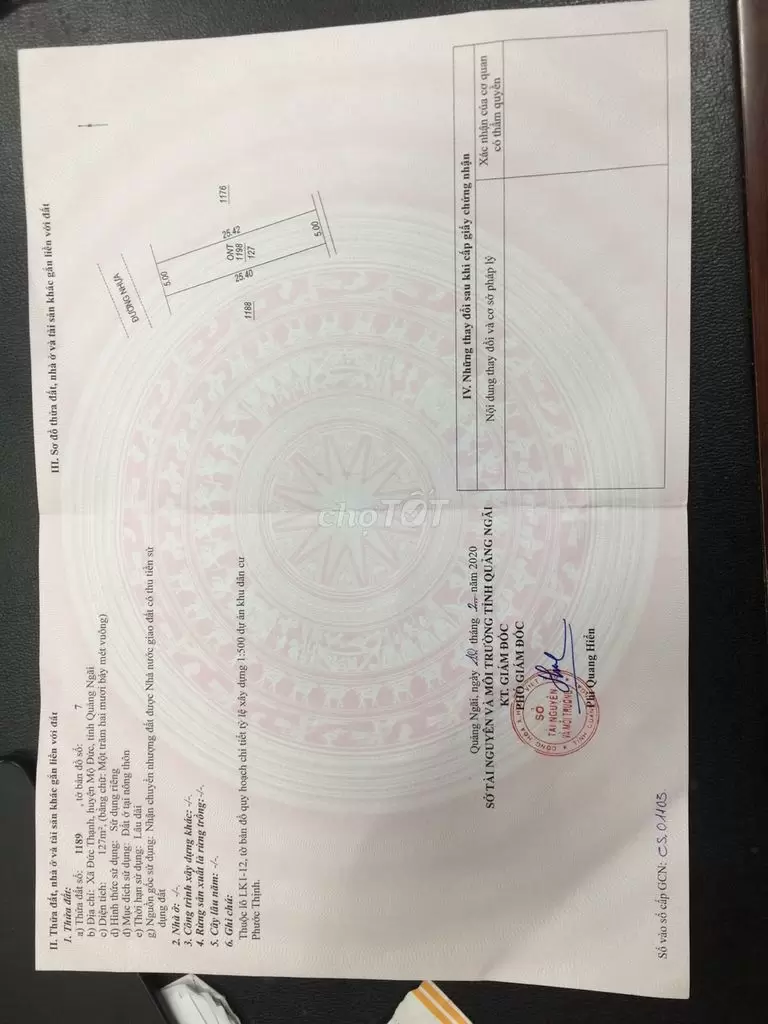 II. Thửa đất, nhà ở và tài sản khác gắn liền với đất
1. Thửa đất:
a) Thửa đất số: 1189 , tờ bản đồ số: 7
b) Địa chỉ: Xã Đức Thạnh, huyện Mộ Đức, tỉnh Quảng Ngãi
c) Diện tích: 127m², (bằng chữ: Một trăm hai mươi bảy mét vuông)
d) Hình thức sử dụng: Sử dụng riêng
đ) Mục đích sử dụng: Đất ở tại nông thôn
e) Thời hạn sử dụng: Lâu dài
g) Nguồn gốc sử dụng: Nhận chuyển nhượng đất được Nhà nước giao đất có thu tiền sử
dụng đất
2. Nhà ở: -/-.
3. Công trình xây dựng khác: -/-.
4. Rừng sản xuất là rừng trồng: -/-.
5. Cây lâu năm: -/-.
6. Ghi chú:
Thuộc lô LK1-12, tờ bản đồ quy hoạch chi tiết tỷ lệ xây dựng 1:500 dự án khu dân cư
Phước Thịnh.
Quảng Ngãi, ngày 20 tháng 2 năm 2020
SỞ TÀI NGUYÊN VÀ MÔI TRƯỜNG TỈNH QUẢNG NGÃI
KT. GIÁM ĐỐC
PHÓ GIÁM ĐỐC
SỞ
TÀI NGUYÊN
VÀ MÔI TRƯỜNG
Phù Quang Hiển
Số vào sổ cấp GCN: CS.01103
III. Sơ đồ thửa đất, nhà ở và tài sản khác gắn liền với đất
ĐƯỜNG NHỰA
5.00
25.42
1176
ONT
1198
127
25.40
5.00
1188
IV. Những thay đổi sau khi cấp giấy chứng nhận
Nội dung thay đổi và cơ sở pháp lý
Xác nhận của cơ quan
có thẩm quyền
chợTỐT